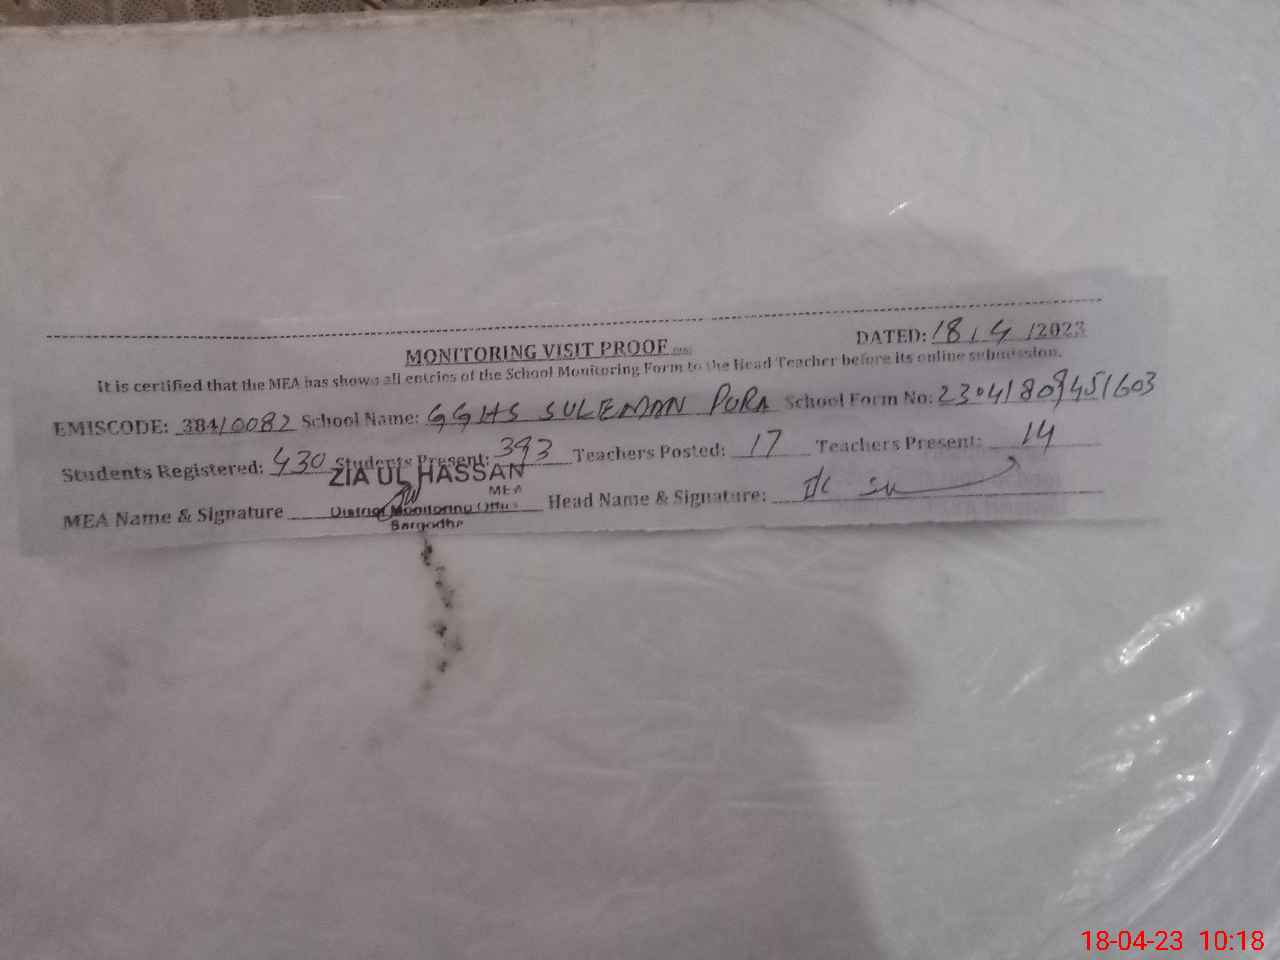 DATED: 18/4/2023
MONITORING VISIT PROOF
It is certified that the MEA has shown all entries of the School Monitoring Form to the Head Teacher before its online submission.
EMISCODE: 38410082 School Name: GGHS SULEMAN PURA School Form No: 23041809451603
Students Registered: 430 Students Present: 393 Teachers Posted: 17 Teachers Present: 14
ZIA UL HASSAN
MEA
MEA Name & Signature District Monitoring Office Head Name & Signature:
Sargodha
18-04-23 10:18